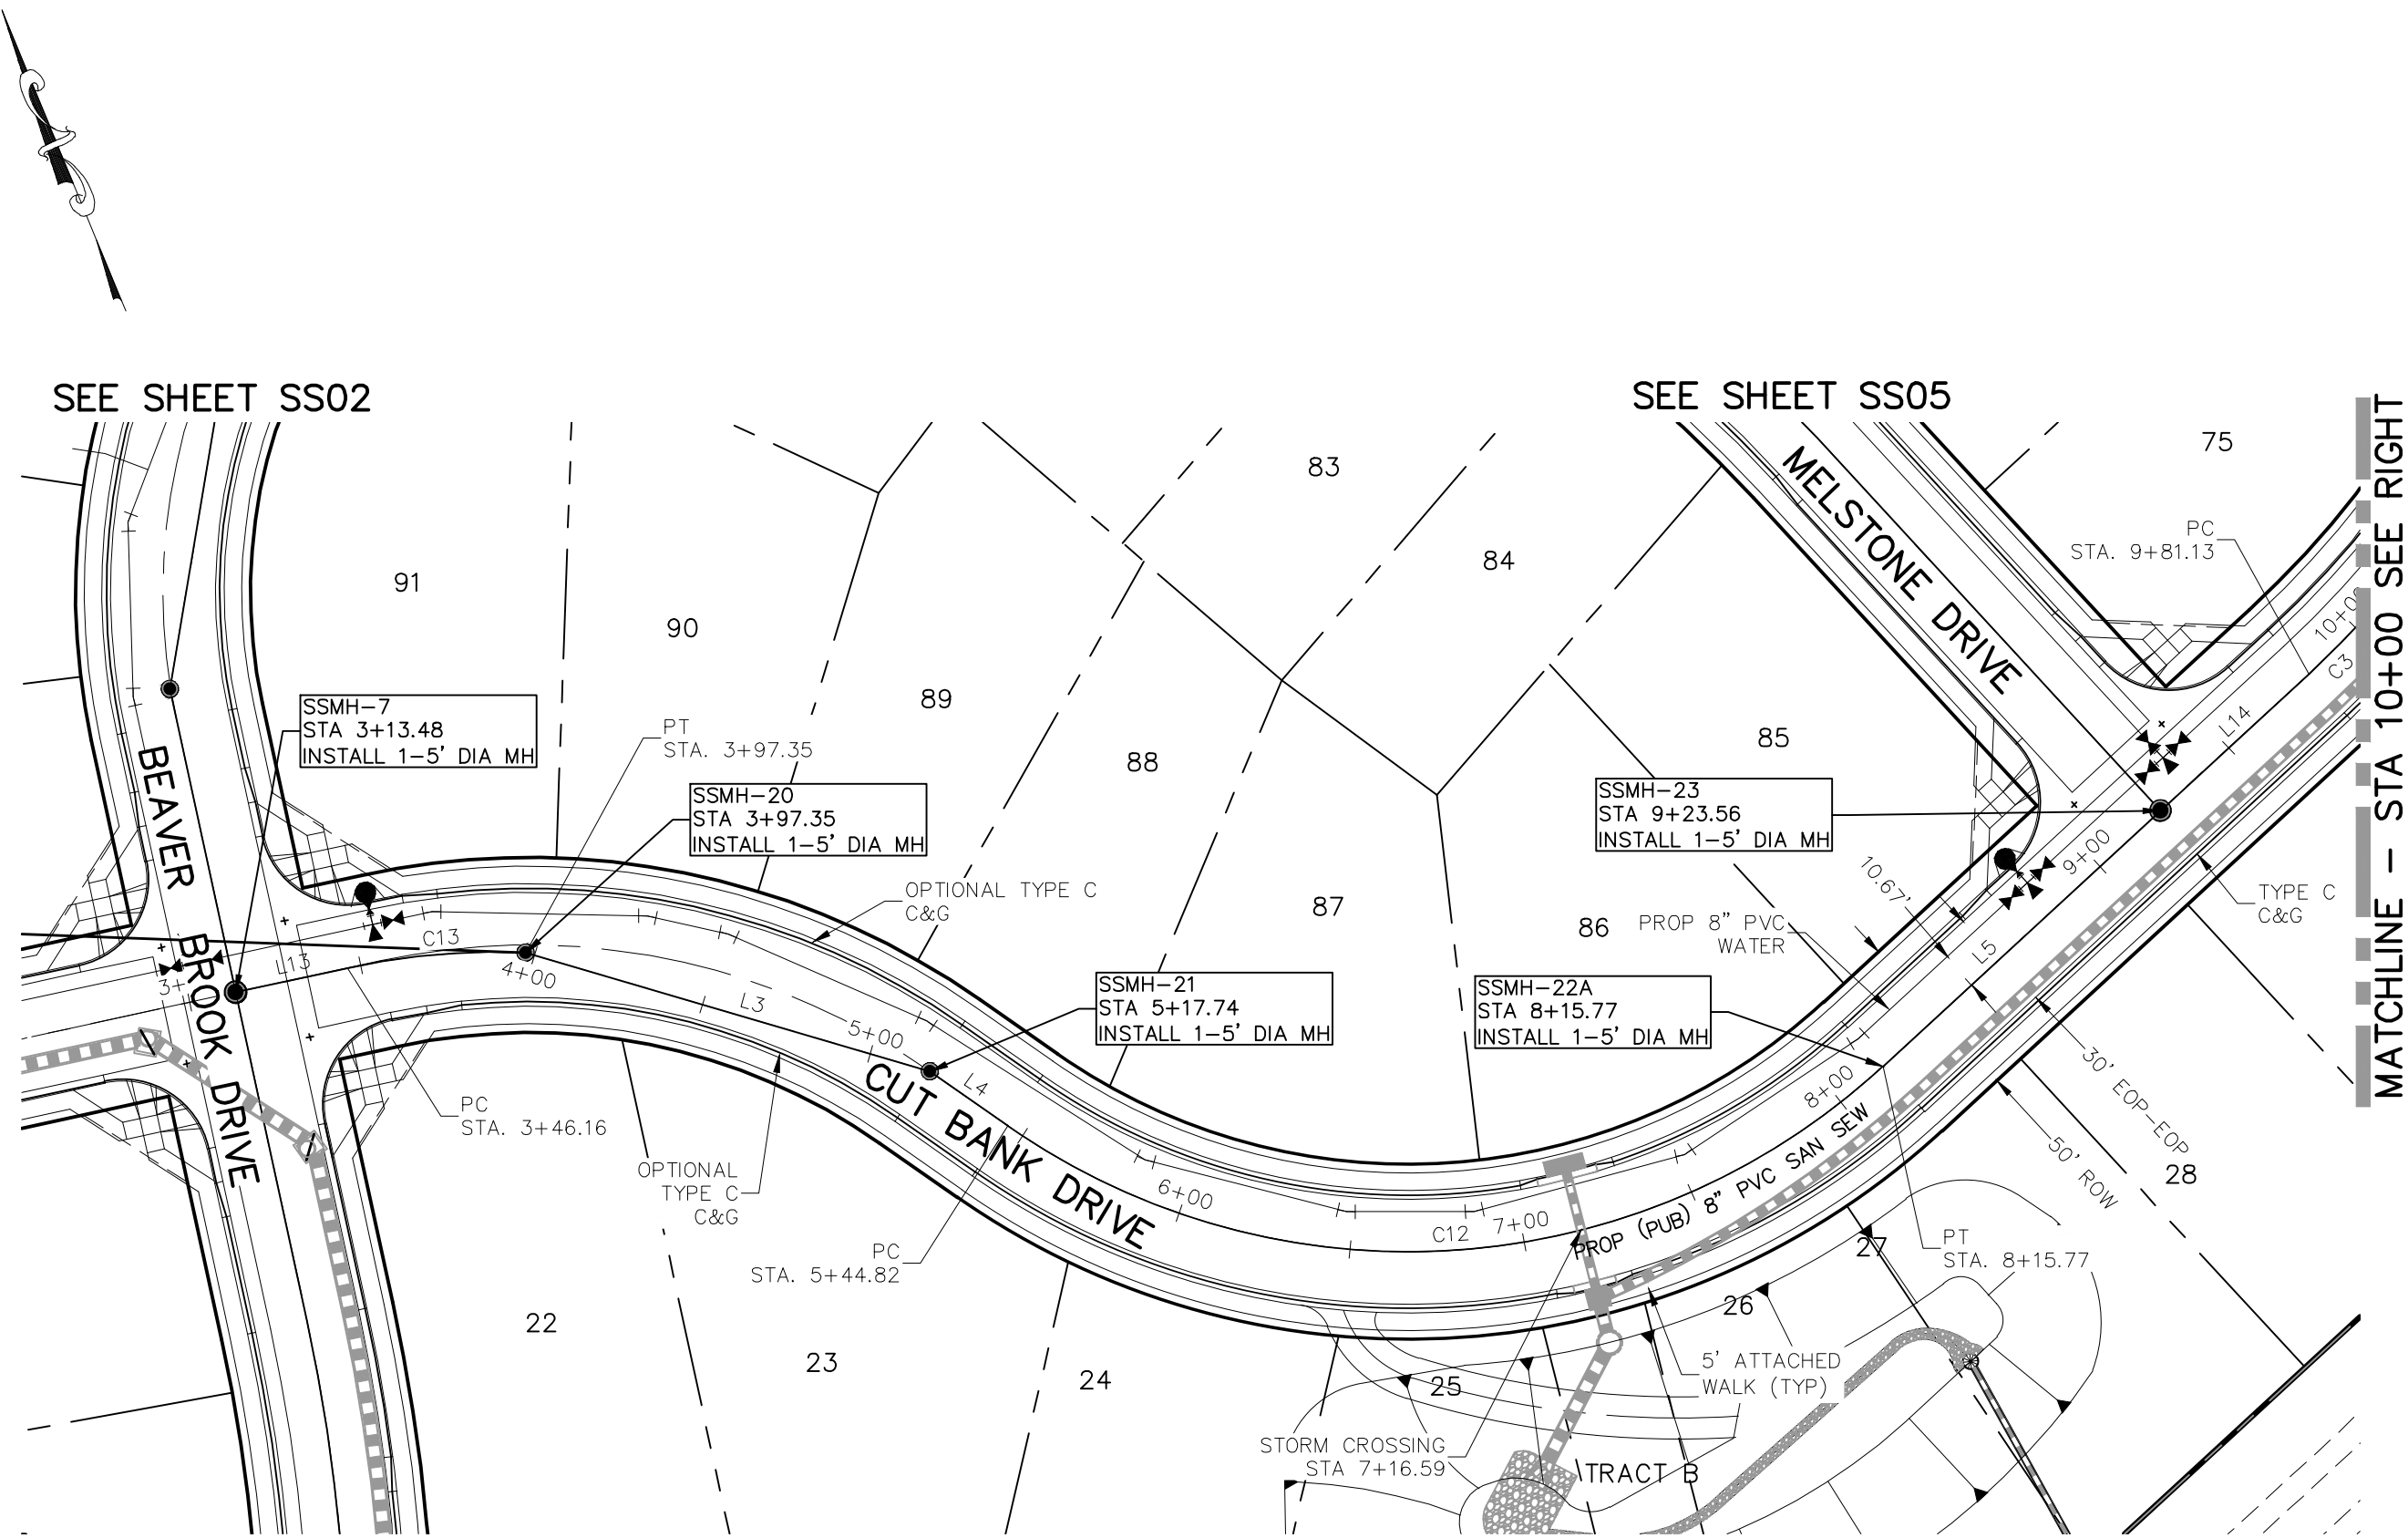 SEE SHEET SS02
SEE SHEET SS05
MATCHLINE - STA 10+00 SEE RIGHT
75
83
84
91
90
89
88
87
86
85
MELSTONE DRIVE
PC
STA. 9+81.13
10+00
C3
L14
SSMH-7
STA 3+13.48
INSTALL 1-5' DIA MH
PT
STA. 3+97.35
SSMH-20
STA 3+97.35
INSTALL 1-5' DIA MH
SSMH-23
STA 9+23.56
INSTALL 1-5' DIA MH
BEAVER BROOK DRIVE
OPTIONAL TYPE C
C&G
10.67'
9+00
TYPE C
C&G
PROP 8" PVC
WATER
L5
C13
L13
3+
4+00
L3
5+00
L4
SSMH-21
STA 5+17.74
INSTALL 1-5' DIA MH
SSMH-22A
STA 8+15.77
INSTALL 1-5' DIA MH
CUT BANK DRIVE
PC
STA. 3+46.16
OPTIONAL
TYPE C
C&G
PC
STA. 5+44.82
6+00
C12
7+00
8+00
PROP (PUB) 8" PVC SAN SEW
30' EOP-EOP
50' ROW
28
27
PT
STA. 8+15.77
26
22
23
24
25
5' ATTACHED
WALK (TYP)
STORM CROSSING
STA 7+16.59
TRACT B